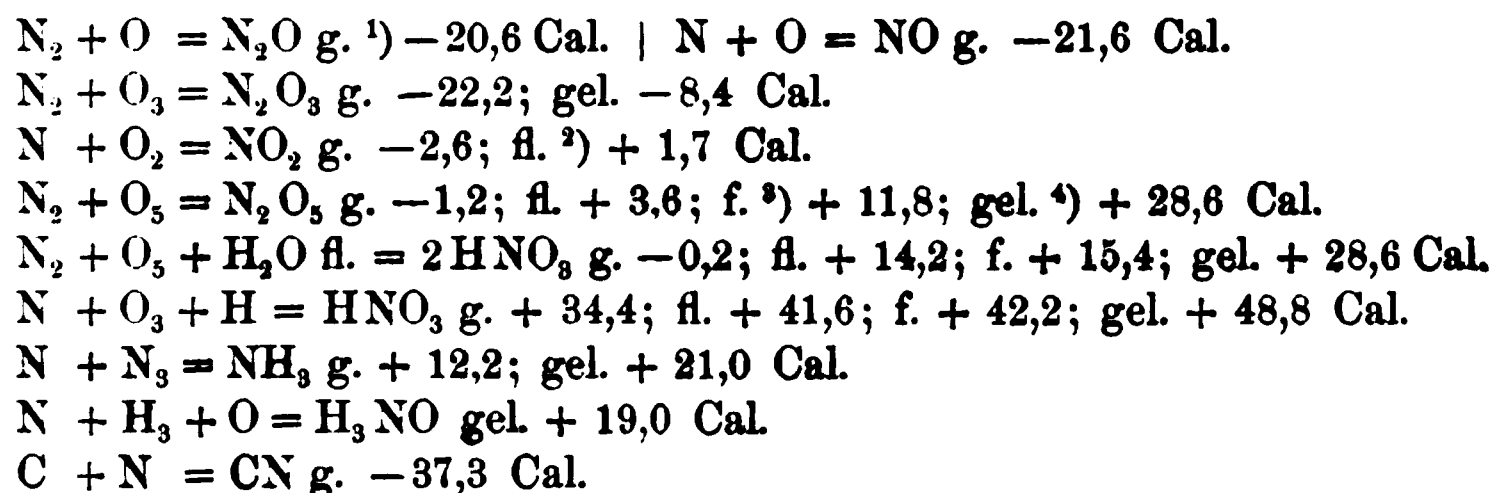 N₂ + O = N₂O g. ¹) —20,6 Cal. | N + O = NO g. —21,6 Cal.
N₂ + O₃ = N₂O₃ g. —22,2; gel. —8,4 Cal.
N + O₂ = NO₂ g. —2,6; fl. ²) + 1,7 Cal.
N₂ + O₅ = N₂O₅ g. —1,2; fl. + 3,6; f. ³) + 11,8; gel. ⁴) + 28,6 Cal.
N₂ + O₅ + H₂O fl. = 2HNO₃ g. —0,2; fl. + 14,2; f. + 15,4; gel. + 28,6 Cal.
N + O₃ + H = HNO₃ g. + 34,4; fl. + 41,6; f. + 42,2; gel. + 48,8 Cal.
N + N₃ = NH₃ g. + 12,2; gel. + 21,0 Cal.
N + H₃ + O = H₃NO gel. + 19,0 Cal.
C + N = CN g. —37,3 Cal.